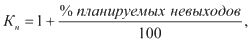 Kн = 1 + % планируемых невыходов / 100,